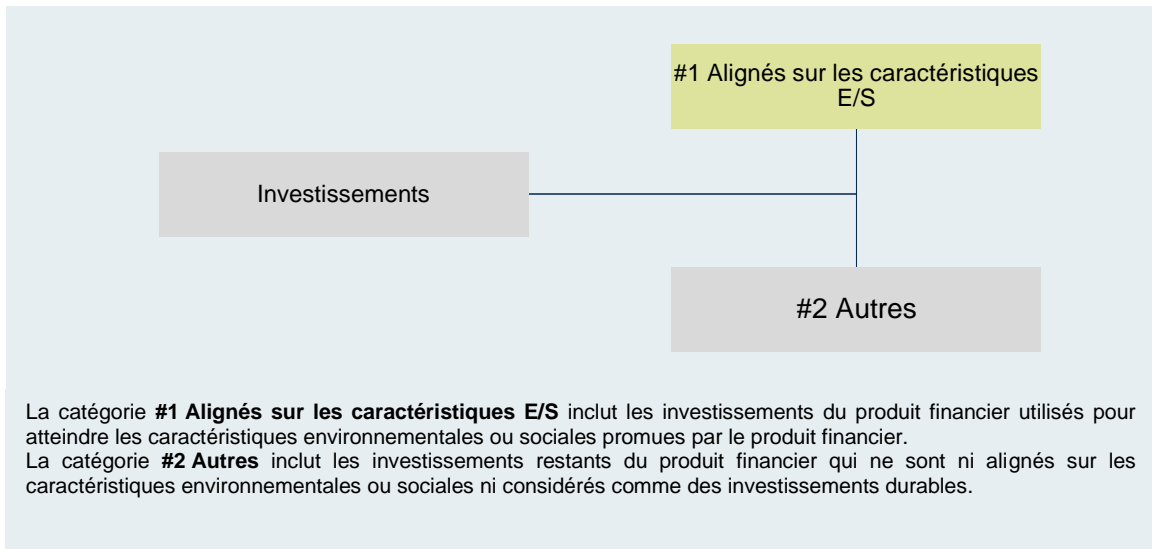 #1 Alignés sur les caractéristiques
E/S
Investissements
#2 Autres
La catégorie #1 Alignés sur les caractéristiques E/S inclut les investissements du produit financier utilisés pour
atteindre les caractéristiques environnementales ou sociales promues par le produit financier.
La catégorie #2 Autres inclut les investissements restants du produit financier qui ne sont ni alignés sur les
caractéristiques environnementales ou sociales ni considérés comme des investissements durables.